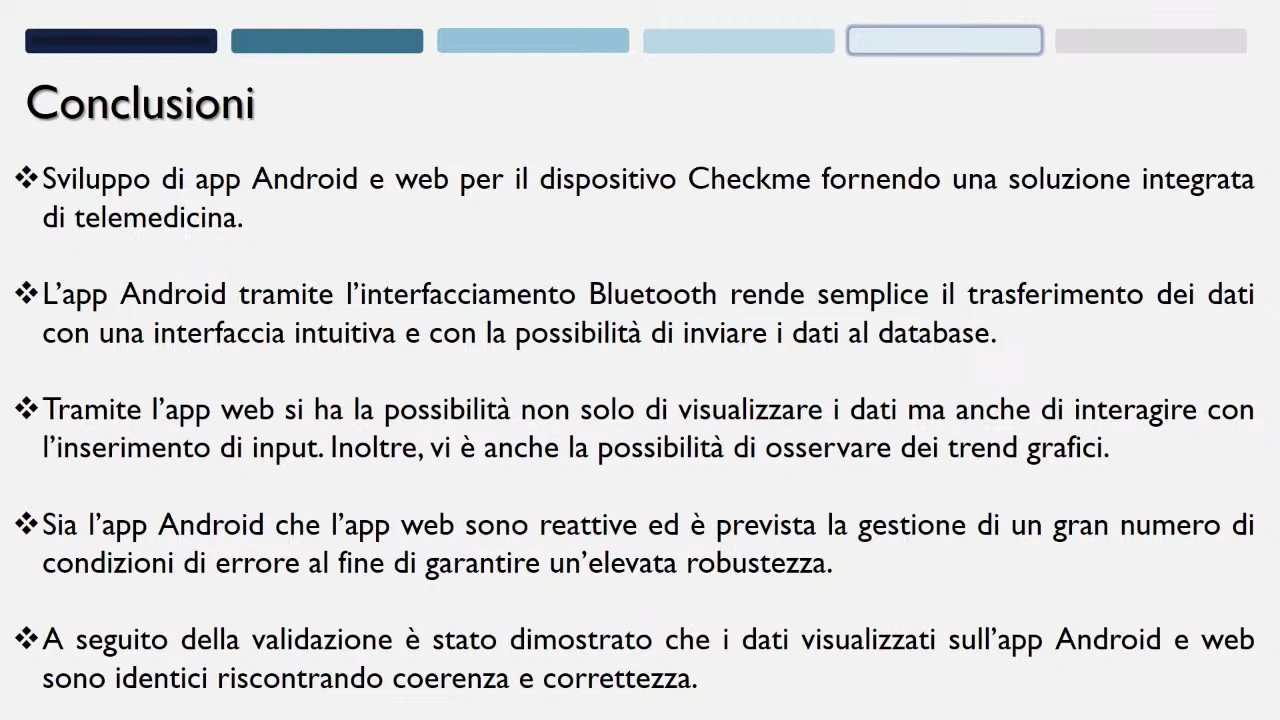 Conclusioni
❖Sviluppo di app Android e web per il dispositivo Checkme fornendo una soluzione integrata
di telemedicina.
❖L’app Android tramite l’interfacciamento Bluetooth rende semplice il trasferimento dei dati
con una interfaccia intuitiva e con la possibilità di inviare i dati al database.
❖Tramite l’app web si ha la possibilità non solo di visualizzare i dati ma anche di interagire con
l’inserimento di input. Inoltre, vi è anche la possibilità di osservare dei trend grafici.
❖Sia l’app Android che l’app web sono reattive ed è prevista la gestione di un gran numero di
condizioni di errore al fine di garantire un’elevata robustezza.
❖A seguito della validazione è stato dimostrato che i dati visualizzati sull’app Android e web
sono identici riscontrando coerenza e correttezza.